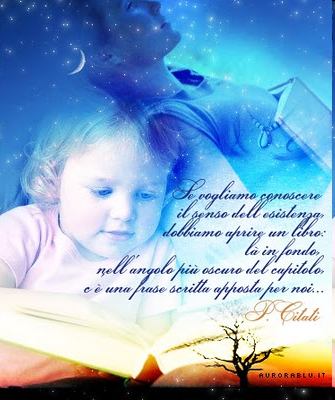 Se vogliamo conoscere
il senso dell'esistenza,
dobbiamo aprire un libro:
là in fondo,
nell'angolo più oscuro del capitolo,
c'è una frase scritta apposta per noi...
P. Citati
AURORABLU.IT